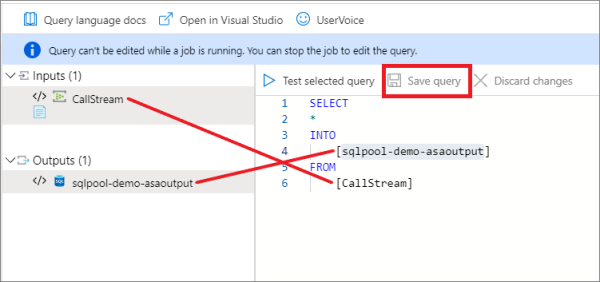 Query language docs Open in Visual Studio UserVoice
Query can't be edited while a job is running. You can stop the job to edit the query.
Inputs (1)
</> CallStream
Outputs (1)
</> SQL sqlpool-demo-asaoutput
Test selected query Save query Discard changes
1 SELECT
2 *
3 INTO
4 [sqlpool-demo-asaoutput]
5 FROM
6 [CallStream]